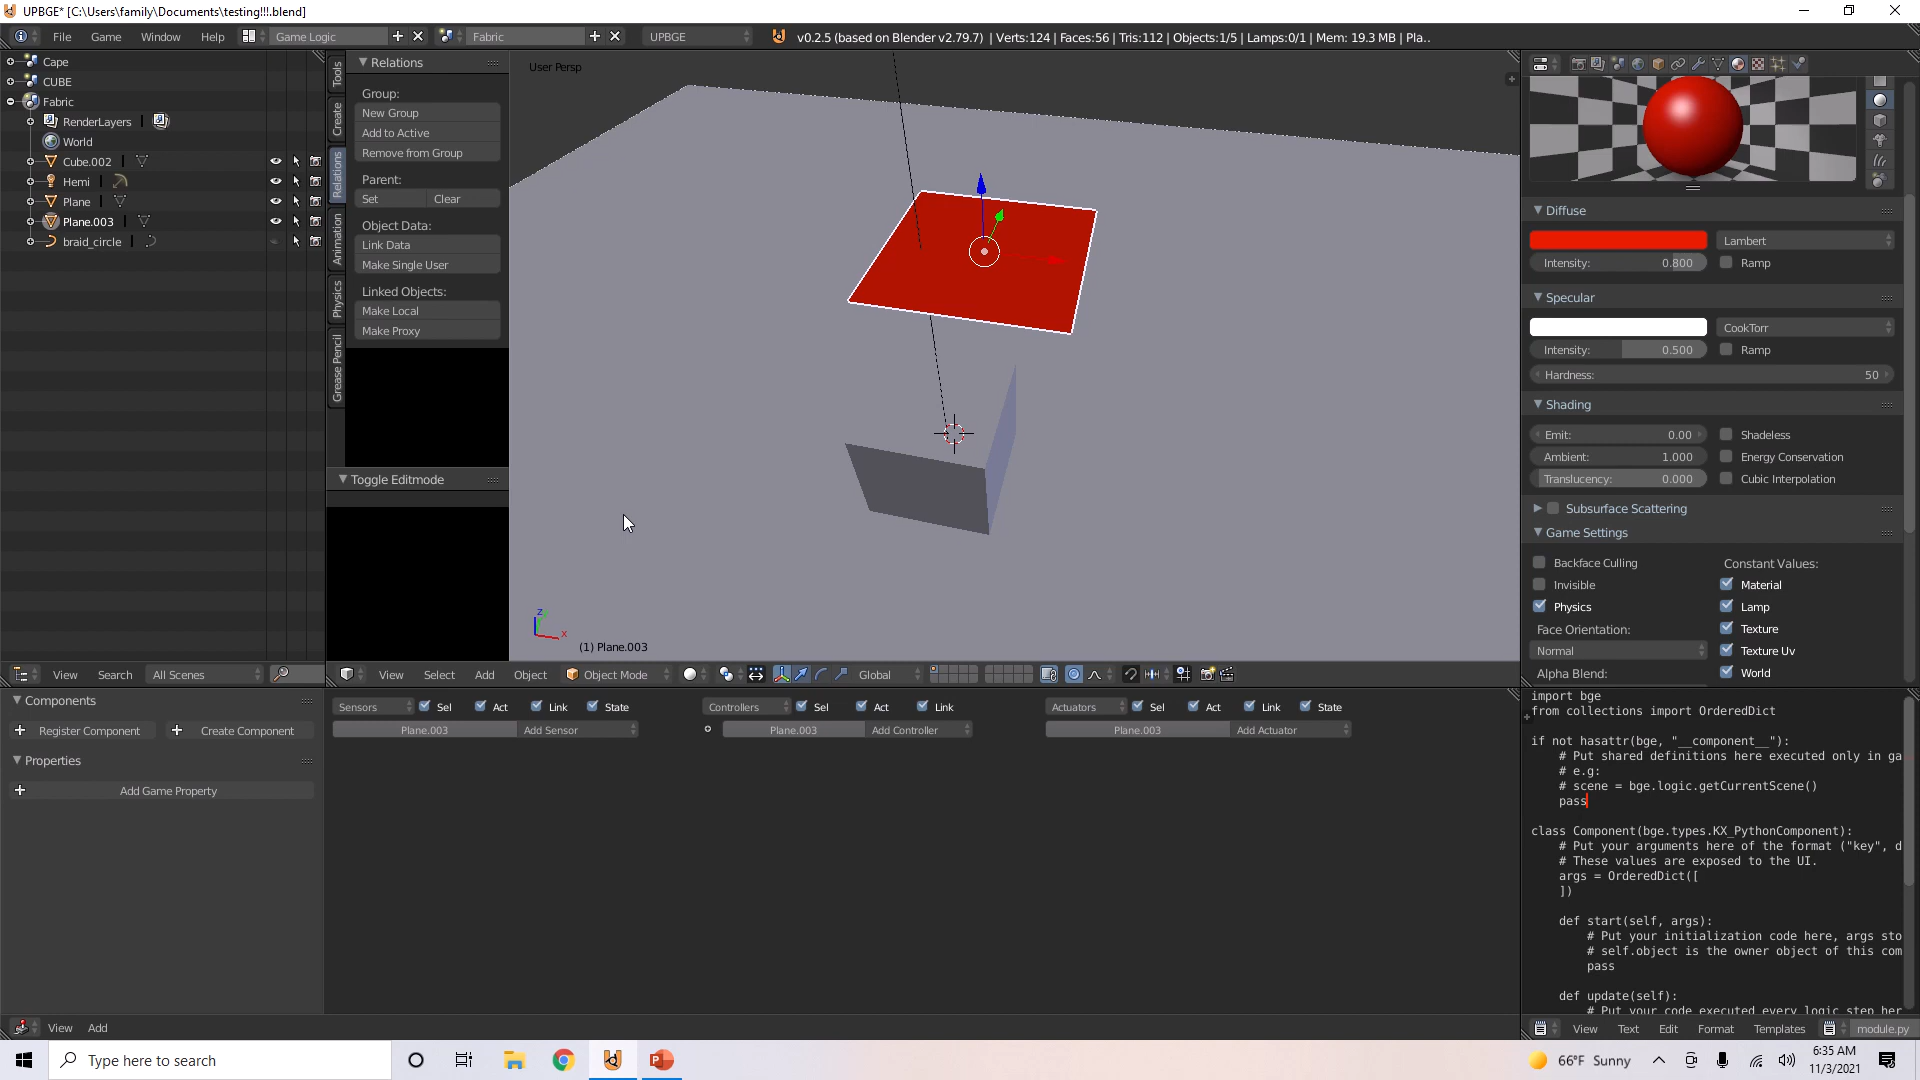 UPBGE* [C:\Users\family\Documents\testing!!!.blend]
File Game Window Help Game Logic Fabric UPBGE v0.2.5 (based on Blender v2.79.7) | Verts:124 | Faces:56 | Tris:112 | Objects:1/5 | Lamps:0/1 | Mem: 19.3 MB | Pla..
Cape
CUBE
Fabric
RenderLayers
World
Cube.002
Hemi
Plane
Plane.003
braid_circle
View Search All Scenes
Tools
Create
Relations
Animation
Physics
Grease Pencil
Relations
Group:
New Group
Add to Active
Remove from Group
Parent:
Set Clear
Object Data:
Link Data
Make Single User
Linked Objects:
Make Local
Make Proxy
Toggle Editmode
User Persp
z
x
(1) Plane.003
View Select Add Object Object Mode Global
Diffuse
Lambert
Intensity: 0.800 Ramp
Specular
CookTorr
Intensity: 0.500 Ramp
Hardness: 50
Shading
Emit: 0.00 Shadeless
Ambient: 1.000 Energy Conservation
Translucency: 0.000 Cubic Interpolation
Subsurface Scattering
Game Settings
Backface Culling Constant Values:
Invisible Material
Physics Lamp
Face Orientation: Texture
Normal Texture Uv
Alpha Blend: World
Components
Register Component Create Component
Properties
Add Game Property
View Add
Sensors Sel Act Link State Controllers Sel Act Link Actuators Sel Act Link State
Plane.003 Add Sensor Plane.003 Add Controller Plane.003 Add Actuator
import bge
from collections import OrderedDict
if not hasattr(bge, "__component__"):
# Put shared definitions here executed only in ga
# e.g:
# scene = bge.logic.getCurrentScene()
pass
class Component(bge.types.KX_PythonComponent):
# Put your arguments here of the format ("key", d
# These values are exposed to the UI.
args = OrderedDict([
])
def start(self, args):
# Put your initialization code here, args sto
# self.object is the owner object of this com
pass
def update(self):
# Put your code executed every logic step her
View Text Edit Format Templates module.py
Type here to search
66°F Sunny
6:35 AM
11/3/2021